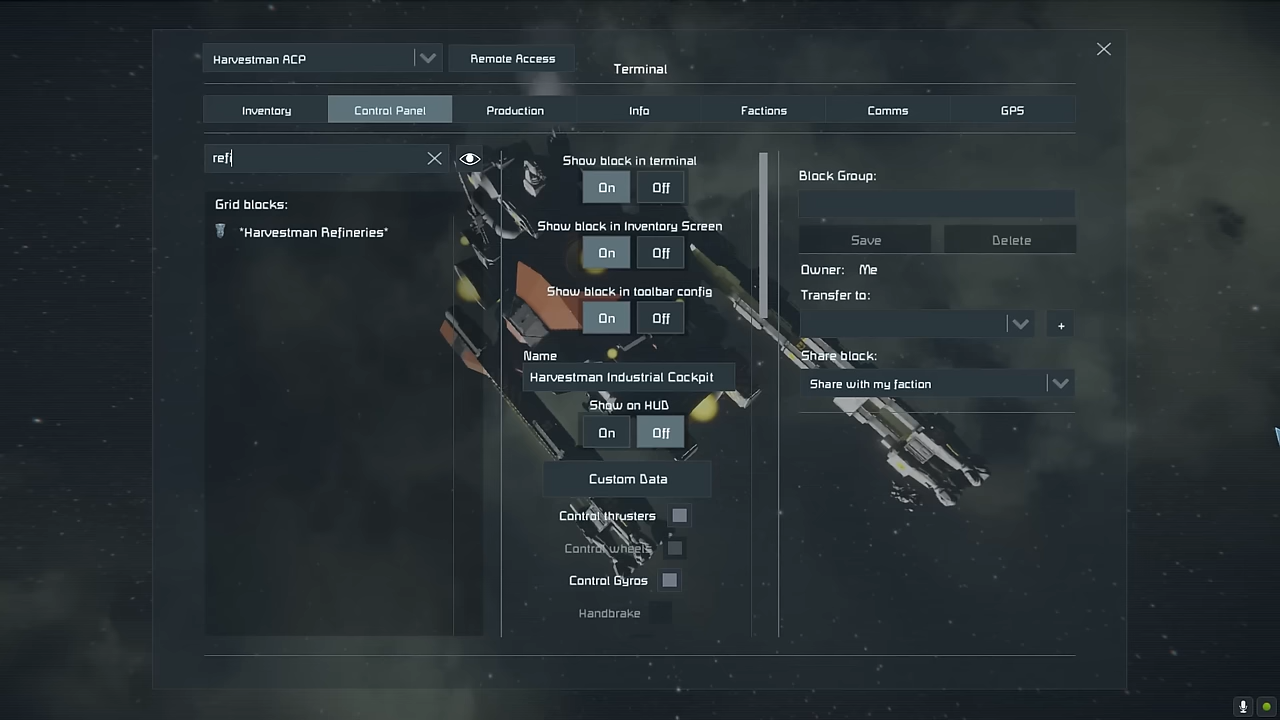 Harvestman ACP
Remote Access
Terminal
Inventory
Control Panel
Production
Info
Factions
Comms
GPS
ref
Grid blocks:
*Harvestman Refineries*
Show block in terminal
On
Off
Show block in Inventory Screen
On
Off
Show block in toolbar config
On
Off
Name
Harvestman Industrial Cockpit
Show on HUD
On
Off
Custom Data
Control thrusters
Control wheels
Control Gyros
Handbrake
Block Group:
Save
Delete
Owner: Me
Transfer to:
+
Share block:
Share with my faction